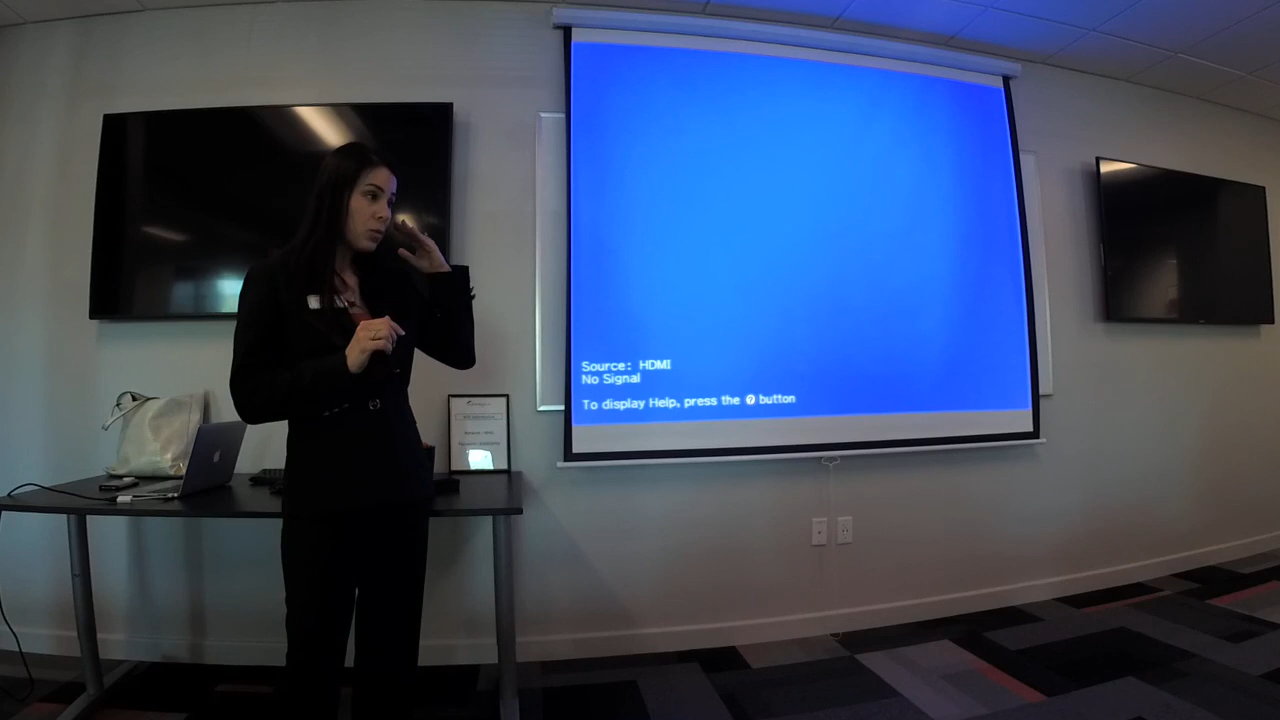 Source: HDMI
No Signal
To display Help, press the ? button